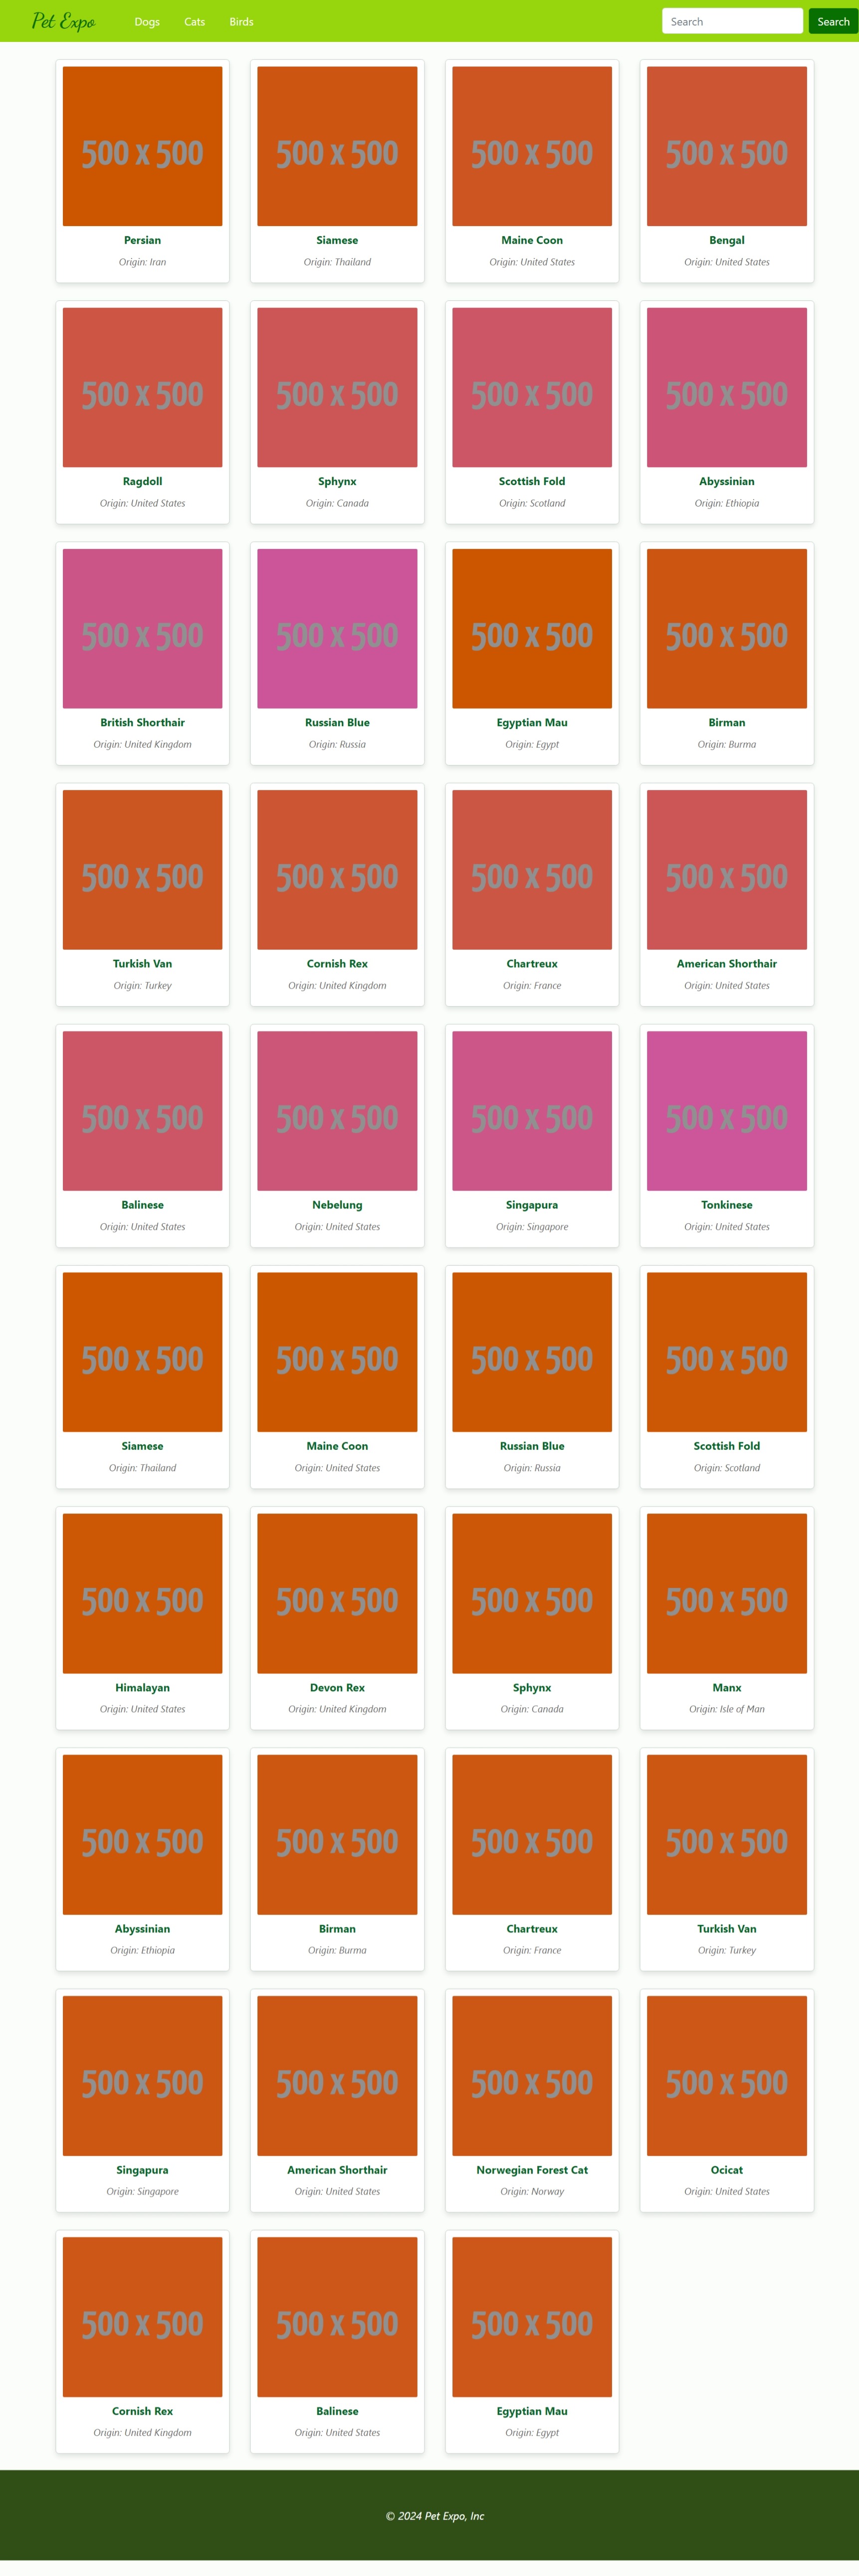 Pet Expo
Dogs
Cats
Birds
Search
Search
500 x 500
500 x 500
500 x 500
500 x 500
Persian
Siamese
Maine Coon
Bengal
Origin: Iran
Origin: Thailand
Origin: United States
Origin: United States
500 x 500
500 x 500
500 x 500
500 x 500
Ragdoll
Sphynx
Scottish Fold
Abyssinian
Origin: United States
Origin: Canada
Origin: Scotland
Origin: Ethiopia
500 x 500
500 x 500
500 x 500
500 x 500
British Shorthair
Russian Blue
Egyptian Mau
Birman
Origin: United Kingdom
Origin: Russia
Origin: Egypt
Origin: Burma
500 x 500
500 x 500
500 x 500
500 x 500
Turkish Van
Cornish Rex
Chartreux
American Shorthair
Origin: Turkey
Origin: United Kingdom
Origin: France
Origin: United States
500 x 500
500 x 500
500 x 500
500 x 500
Balinese
Nebelung
Singapura
Tonkinese
Origin: United States
Origin: United States
Origin: Singapore
Origin: United States
500 x 500
500 x 500
500 x 500
500 x 500
Siamese
Maine Coon
Russian Blue
Scottish Fold
Origin: Thailand
Origin: United States
Origin: Russia
Origin: Scotland
500 x 500
500 x 500
500 x 500
500 x 500
Himalayan
Devon Rex
Sphynx
Manx
Origin: United States
Origin: United Kingdom
Origin: Canada
Origin: Isle of Man
500 x 500
500 x 500
500 x 500
500 x 500
Abyssinian
Birman
Chartreux
Turkish Van
Origin: Ethiopia
Origin: Burma
Origin: France
Origin: Turkey
500 x 500
500 x 500
500 x 500
500 x 500
Singapura
American Shorthair
Norwegian Forest Cat
Ocicat
Origin: Singapore
Origin: United States
Origin: Norway
Origin: United States
500 x 500
500 x 500
500 x 500
Cornish Rex
Balinese
Egyptian Mau
Origin: United Kingdom
Origin: United States
Origin: Egypt
© 2024 Pet Expo, Inc